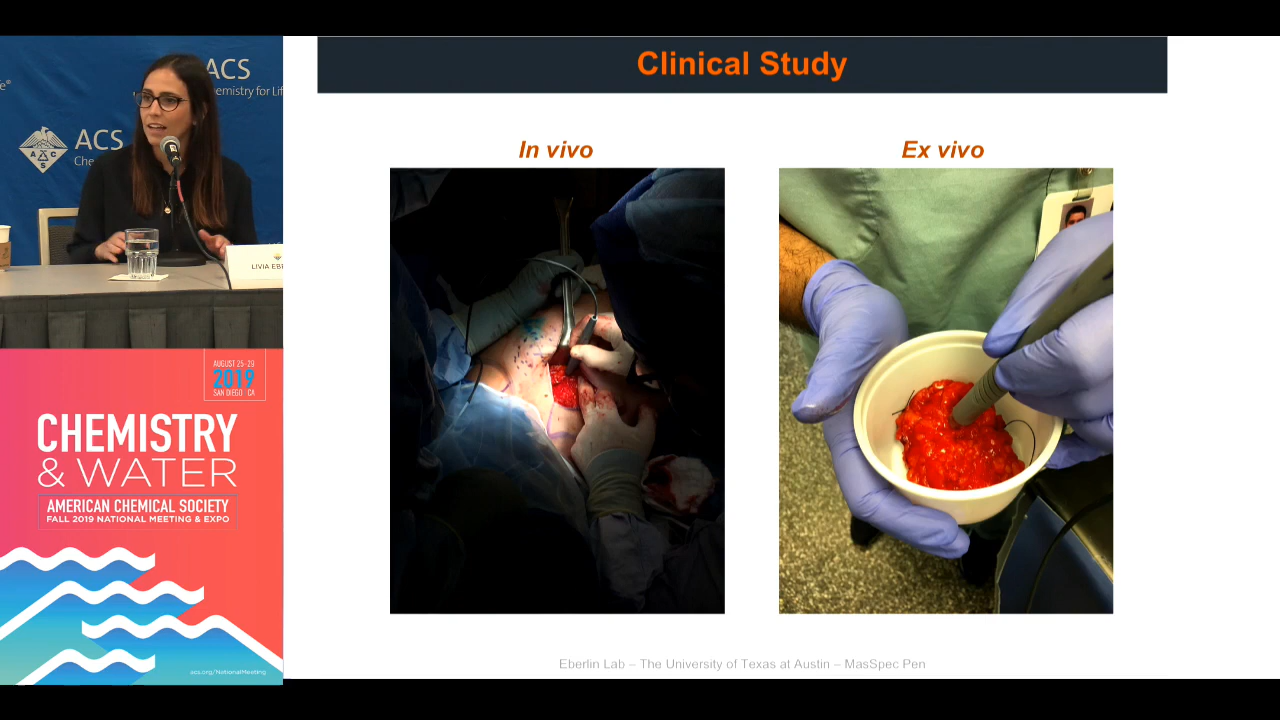 ACS
Chemistry for Life
ACS
A C S
LIVIA EBE
Clinical Study
In vivo
Ex vivo
Eberlin Lab – The University of Texas at Austin – MasSpec Pen
AUGUST 25-29
2019
SAN DIEGO CA
CHEMISTRY
& WATER
AMERICAN CHEMICAL SOCIETY
FALL 2019 NATIONAL MEETING & EXPO
acs.org/NationalMeeting